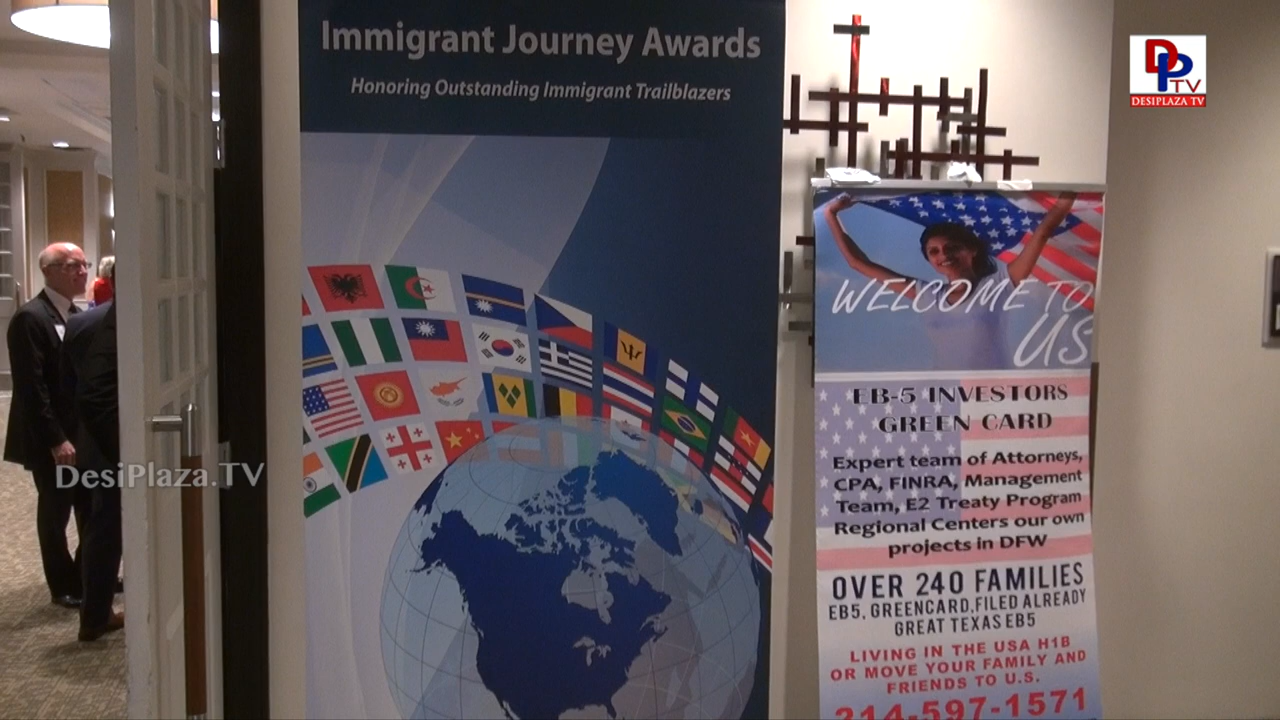 Immigrant Journey Awards
Honoring Outstanding Immigrant Trailblazers
DPTV
DESIPLAZA TV
WELCOME TO
US
EB-5 INVESTORS
GREEN CARD
Expert team of Attorneys,
CPA, FINRA, Management
Team, E2 Treaty Program
Regional Centers our own
projects in DFW
OVER 240 FAMILIES
EB5, GREENCARD,FILED ALREADY
GREAT TEXAS EB5
LIVING IN THE USA H1B
OR MOVE YOUR FAMILY AND
FRIENDS TO U.S.
214-597-1571
DesiPlaza.TV